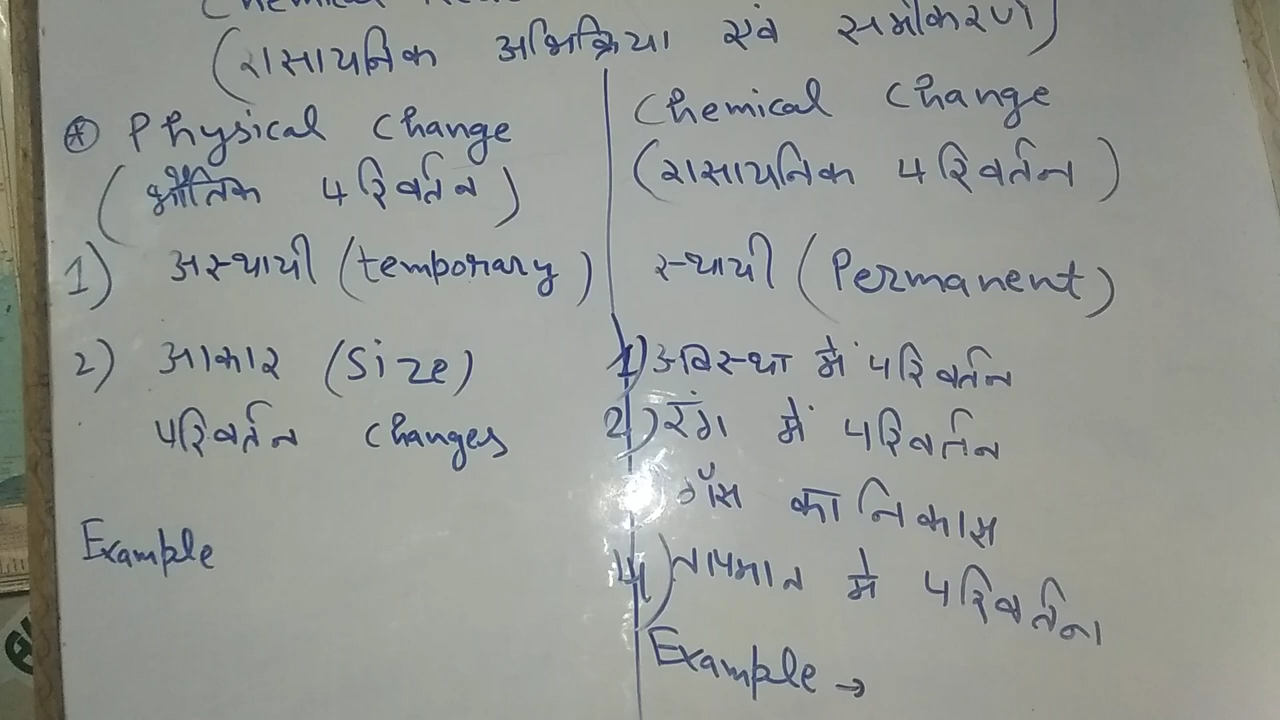 Chemical
(रासायनिक अभिक्रिया एवं समीकरण)
Physical Change
(भौतिक परिवर्तन)
1) अस्थायी (temporary)
2) आकार (Size)
परिवर्तन changes
Example
Chemical Change
(रासायनिक परिवर्तन)
स्थायी (Permanent)
1) अवस्था में परिवर्तन
2) रंग में परिवर्तन
गैस का निकास
4) तापमान में परिवर्तन
Example →